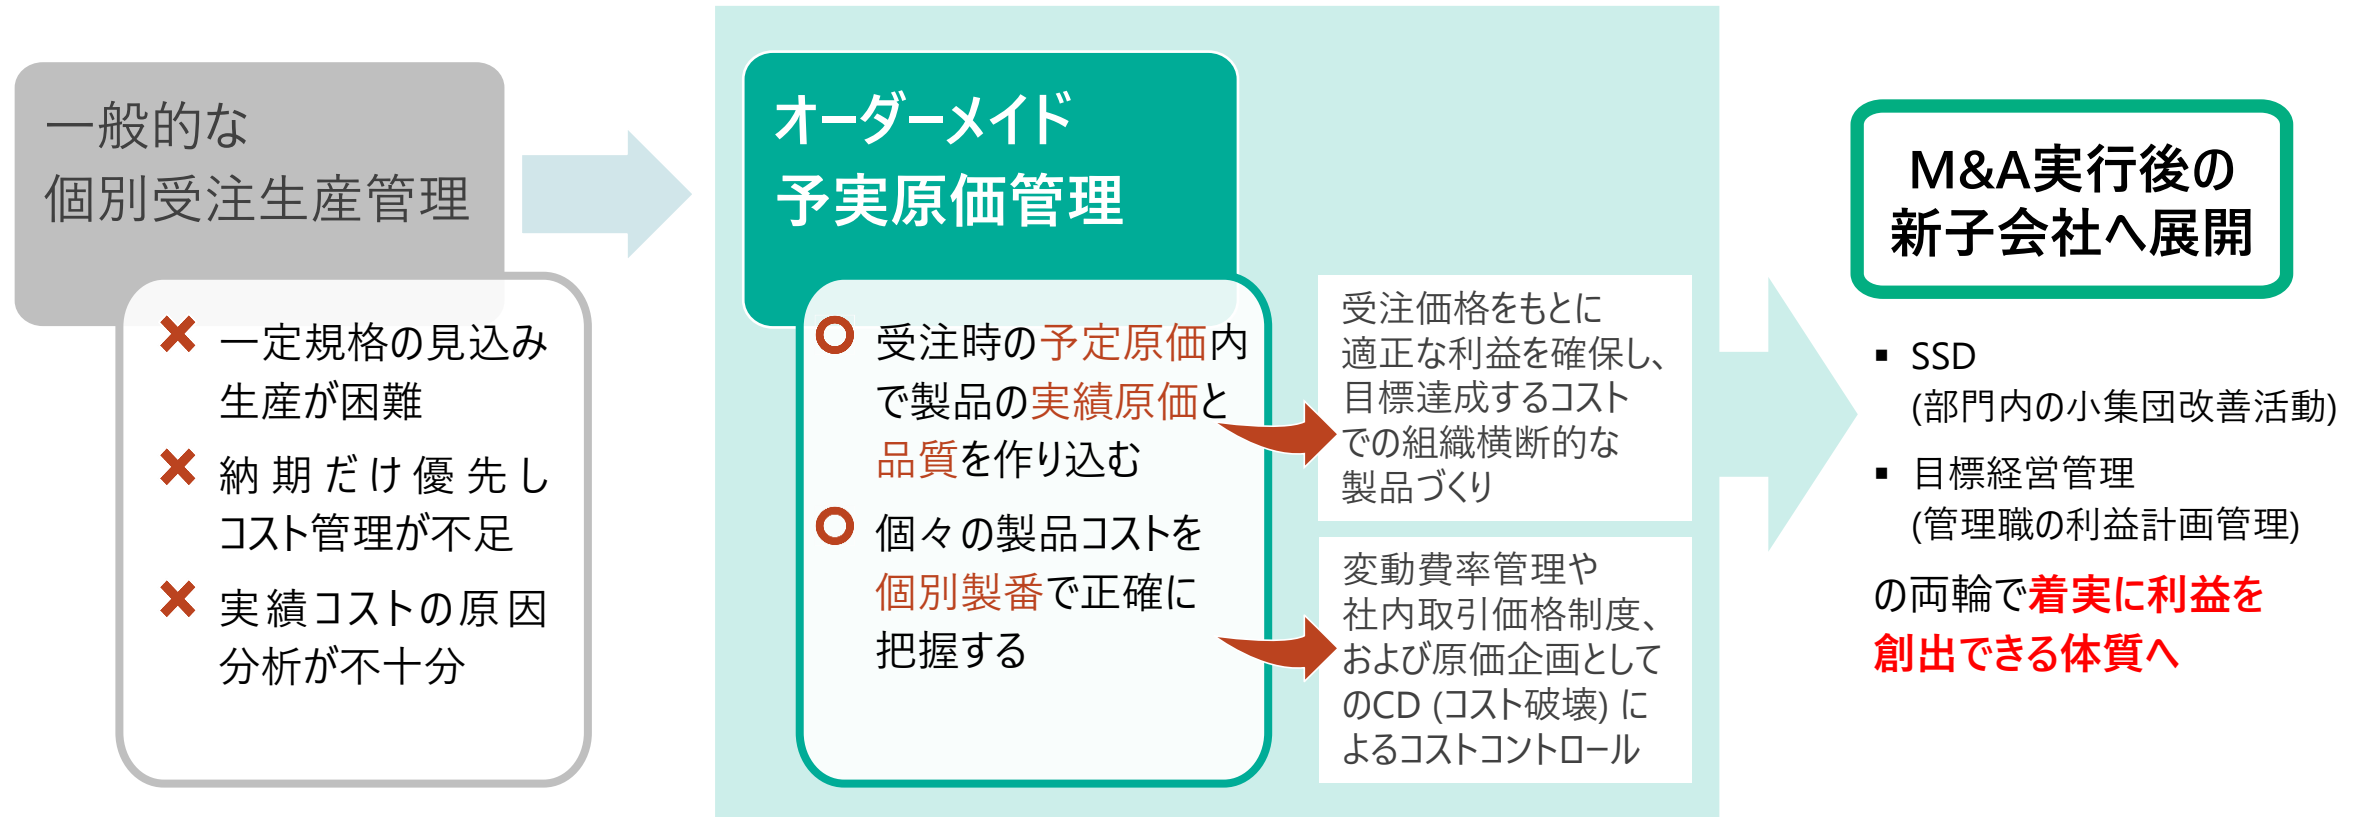 一般的な
個別受注生産管理
一定規格の見込み
生産が困難
納期だけ優先し
コスト管理が不足
実績コストの原因
分析が不十分
オーダーメイド
予実原価管理
受注時の予定原価内
で製品の実績原価と
品質を作り込む
個々の製品コストを
個別製番で正確に
把握する
受注価格をもとに
適正な利益を確保し、
目標達成するコスト
での組織横断的な
製品づくり
変動費率管理や
社内取引価格制度、
および原価企画として
のCD (コスト破壊) に
よるコストコントロール
M&A実行後の
新子会社へ展開
▪ SSD
(部門内の小集団改善活動)
▪ 目標経営管理
(管理職の利益計画管理)
の両輪で着実に利益を
創出できる体質へ